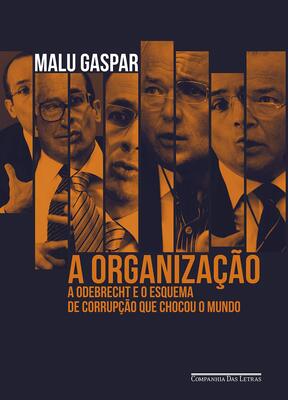 MALU GASPAR
A ORGANIZAÇÃO
A ODEBRECHT E O ESQUEMA
DE CORRUPÇÃO QUE CHOCOU O MUNDO
COMPANHIA DAS LETRAS